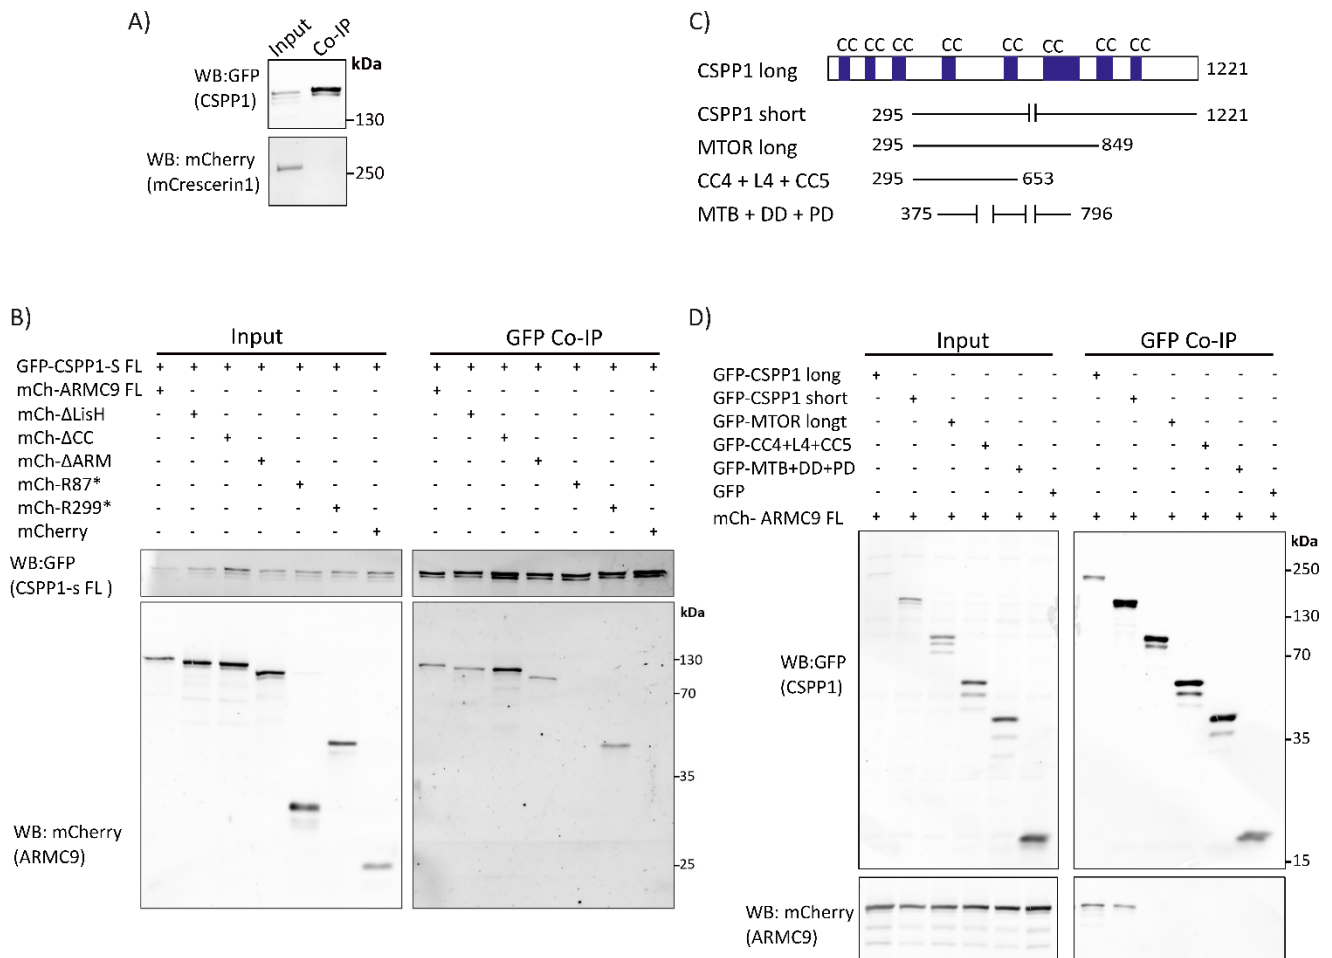 A)
Input Co-IP
kDa
WB:GFP
(CSPP1)
-130
WB: mCherry
(mCrescerin1)
-250
C)
CC CC CC CC CC CC CC CC
CSPP1 long 1221
CSPP1 short 295 1221
MTOR long 295 849
CC4 + L4 + CC5 295 653
MTB + DD + PD 375 796
B)
Input GFP Co-IP
GFP-CSPP1-S FL + + + + + + + + + + + + + +
mCh-ARMC9 FL + - - - - - - + - - - - - -
mCh-ΔLisH - + - - - - - - + - - - - -
mCh-ΔCC - - + - - - - - - + - - - -
mCh-ΔARM - - - + - - - - - - + - - -
mCh-R87* - - - - + - - - - - - + - -
mCh-R299* - - - - - + - - - - - - + -
mCherry - - - - - - + - - - - - - +
WB:GFP
(CSPP1-s FL )
kDa
-130
-70
-35
WB: mCherry
(ARMC9)
-25
D)
Input GFP Co-IP
GFP-CSPP1 long + - - - - - + - - - - -
GFP-CSPP1 short - + - - - - - + - - - -
GFP-MTOR longt - - + - - - - - + - - -
GFP-CC4+L4+CC5 - - - + - - - - - + - -
GFP-MTB+DD+PD - - - - + - - - - - + -
GFP - - - - - + - - - - - +
mCh- ARMC9 FL + + + + + + + + + + + +
kDa
-250
-130
-70
WB:GFP
(CSPP1)
-35
-15
WB: mCherry
(ARMC9)